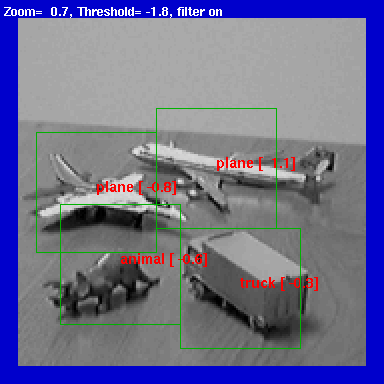 Zoom= 0.7, Threshold= -1.8, filter on
plane [ -1.1]
plane [ -0.8]
animal [ -0.8]
truck [ -0.8]